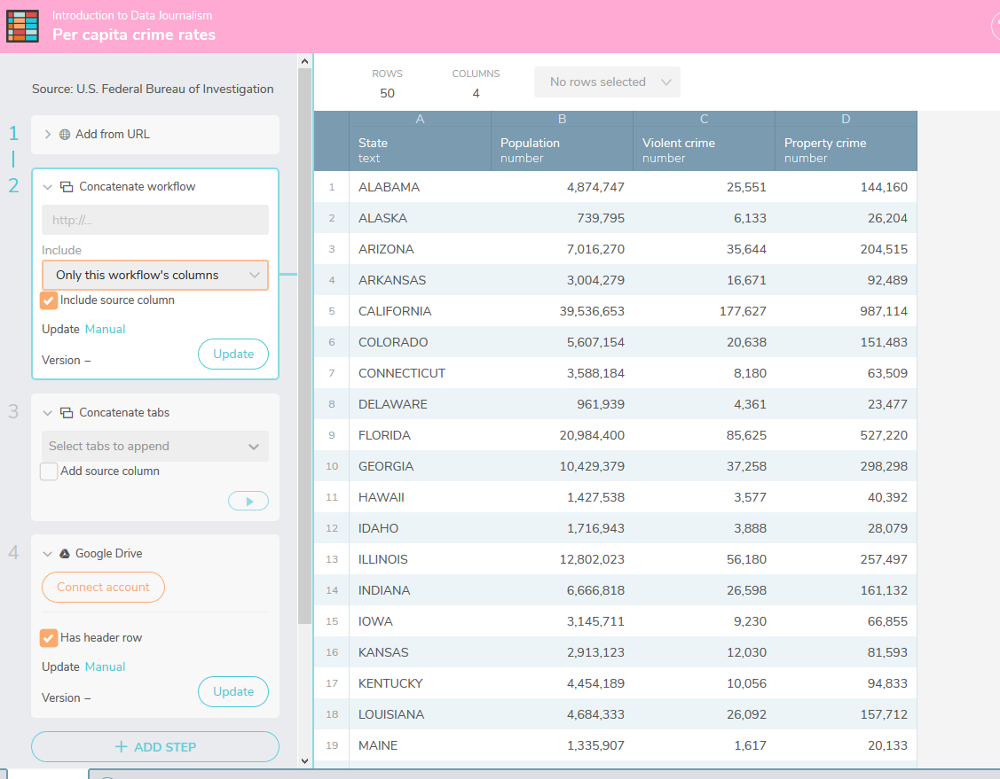 Introduction to Data Journalism
Per capita crime rates
Source: U.S. Federal Bureau of Investigation
1
Add from URL
2
Concatenate workflow
http://...
Include
Only this workflow's columns
Include source column
Update Manual
Version –
Update
3
Concatenate tabs
Select tabs to append
Add source column
4
Google Drive
Connect account
Has header row
Update Manual
Version –
Update
+ ADD STEP
ROWS COLUMNS
50 4
No rows selected
A B C D
State Population Violent crime Property crime
text number number number
1 ALABAMA 4,874,747 25,551 144,160
2 ALASKA 739,795 6,133 26,204
3 ARIZONA 7,016,270 35,644 204,515
4 ARKANSAS 3,004,279 16,671 92,489
5 CALIFORNIA 39,536,653 177,627 987,114
6 COLORADO 5,607,154 20,638 151,483
7 CONNECTICUT 3,588,184 8,180 63,509
8 DELAWARE 961,939 4,361 23,477
9 FLORIDA 20,984,400 85,625 527,220
10 GEORGIA 10,429,379 37,258 298,298
11 HAWAII 1,427,538 3,577 40,392
12 IDAHO 1,716,943 3,888 28,079
13 ILLINOIS 12,802,023 56,180 257,497
14 INDIANA 6,666,818 26,598 161,132
15 IOWA 3,145,711 9,230 66,855
16 KANSAS 2,913,123 12,030 81,593
17 KENTUCKY 4,454,189 10,056 94,833
18 LOUISIANA 4,684,333 26,092 157,712
19 MAINE 1,335,907 1,617 20,133